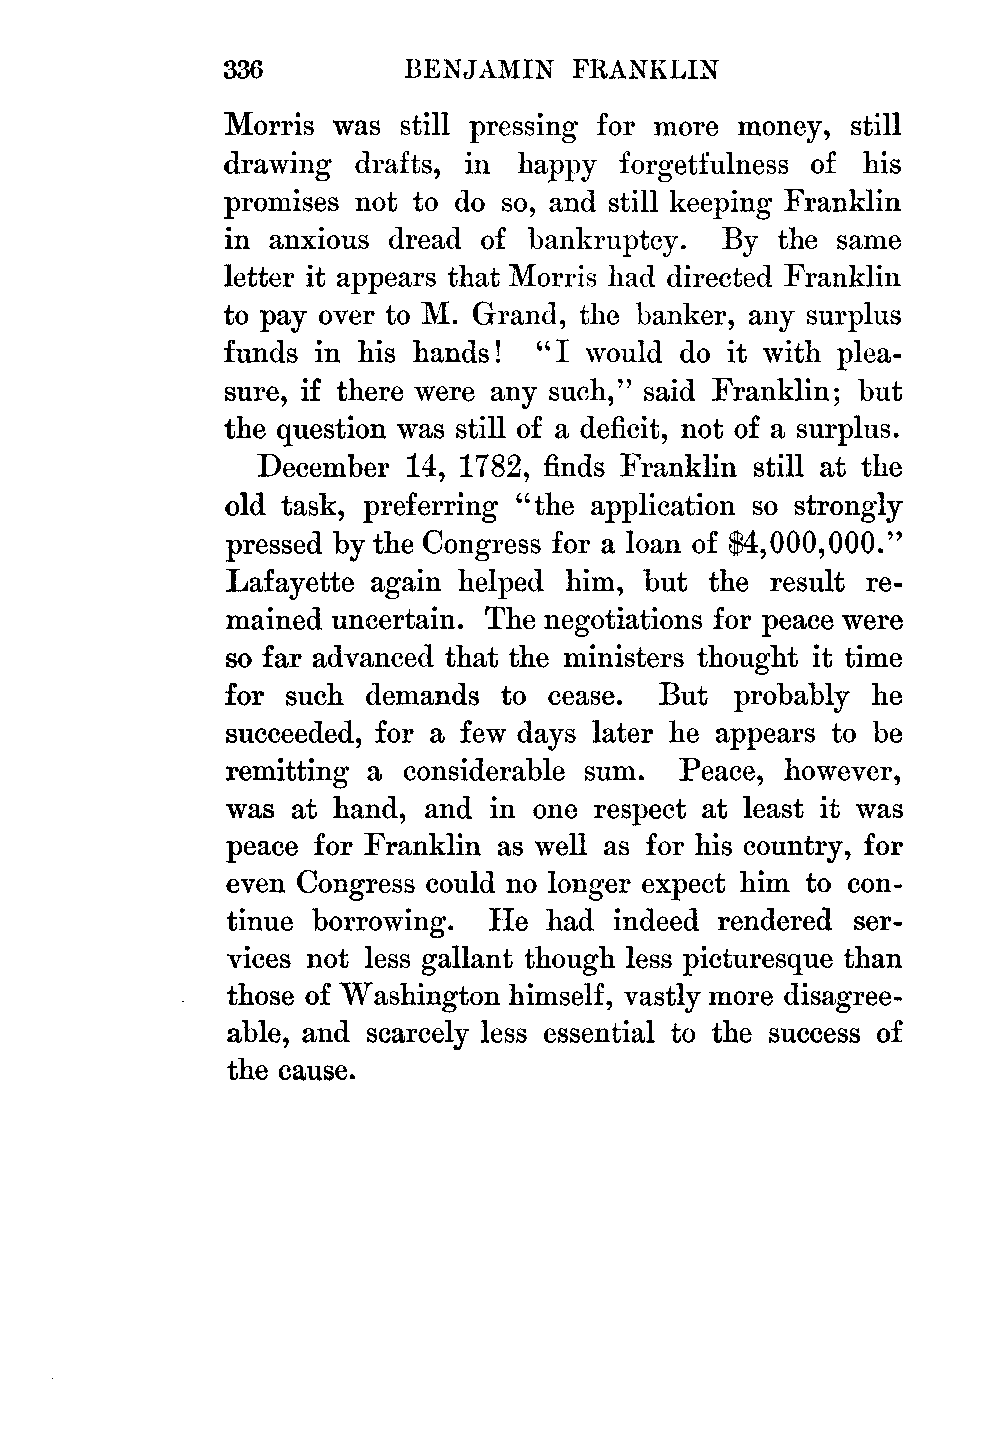 336 BENJAMIN FRANKLIN
Morris was still pressing for more money, still
drawing drafts, in happy forgetfulness of his
promises not to do so, and still keeping Franklin
in anxious dread of bankruptcy. By the same
letter it appears that Morris had directed Franklin
to pay over to M. Grand, the banker, any surplus
funds in his hands! "I would do it with plea-
sure, if there were any such," said Franklin; but
the question was still of a deficit, not of a surplus.
December 14, 1782, finds Franklin still at the
old task, preferring "the application so strongly
pressed by the Congress for a loan of $4,000,000."
Lafayette again helped him, but the result re-
mained uncertain. The negotiations for peace were
so far advanced that the ministers thought it time
for such demands to cease. But probably he
succeeded, for a few days later he appears to be
remitting a considerable sum. Peace, however,
was at hand, and in one respect at least it was
peace for Franklin as well as for his country, for
even Congress could no longer expect him to con-
tinue borrowing. He had indeed rendered ser-
vices not less gallant though less picturesque than
those of Washington himself, vastly more disagree-
able, and scarcely less essential to the success of
the cause.